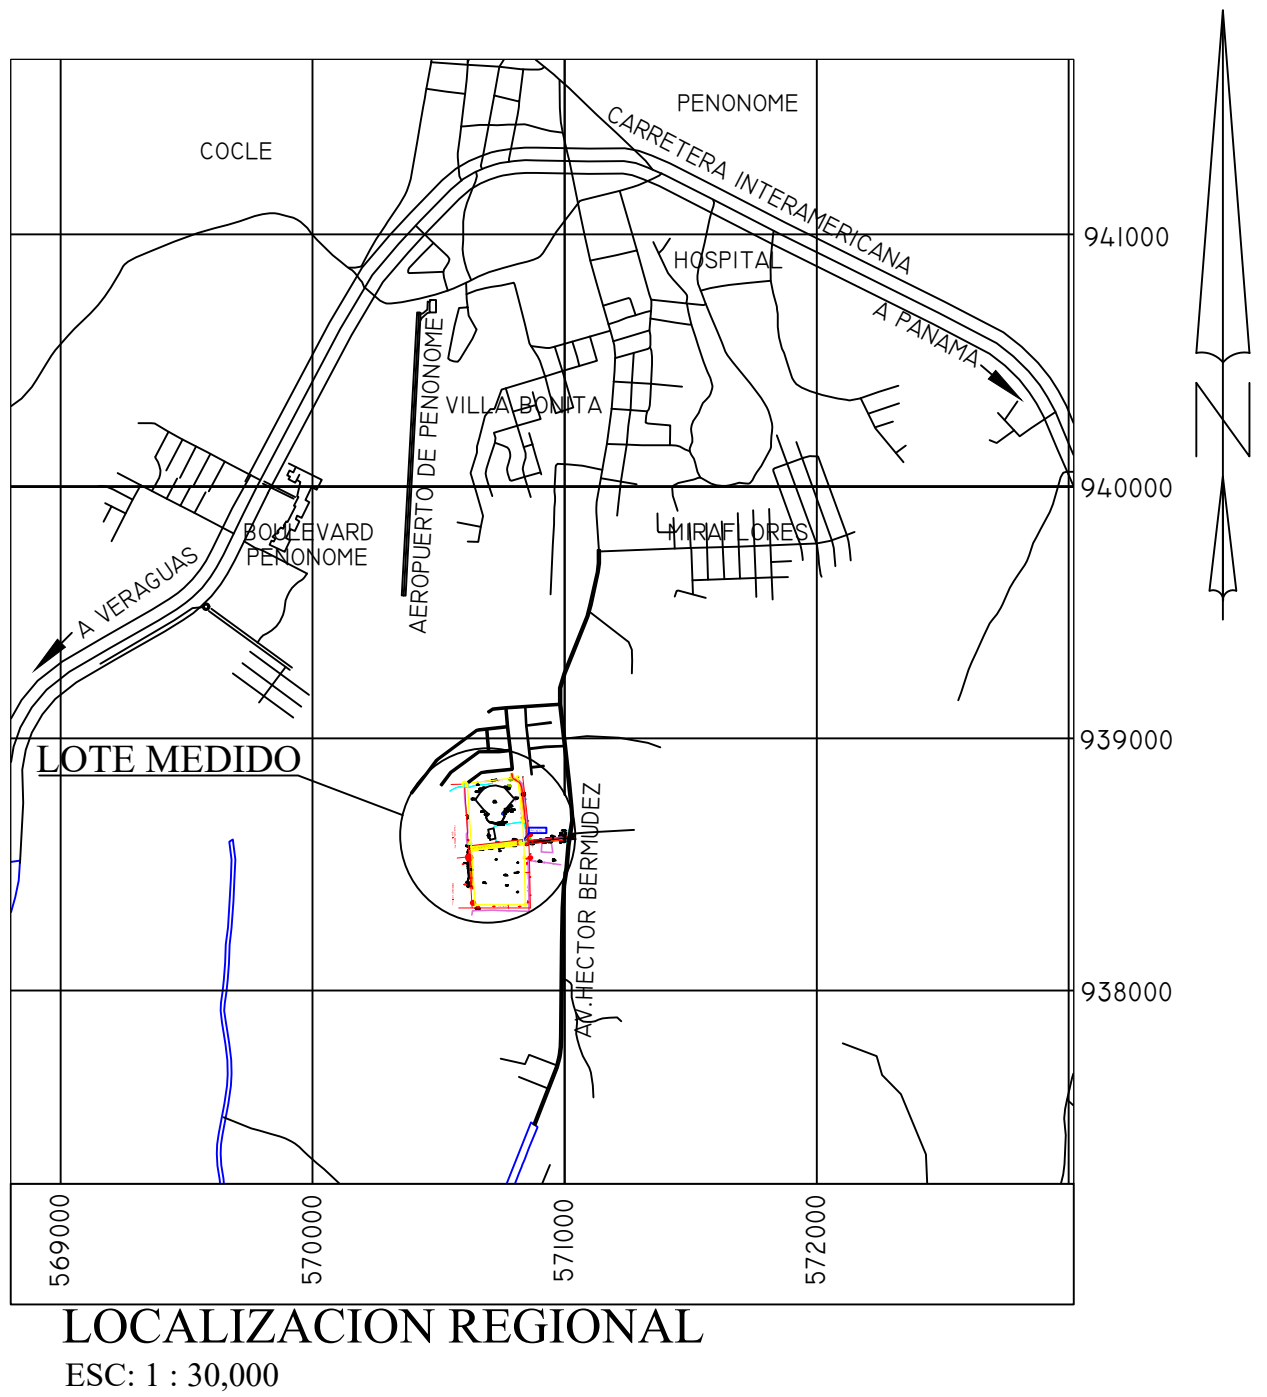 PENONOME
CARRETERA INTERAMERICANA
COCLE
941000
HOSPITAL
A PANAMA
AEROPUERTO DE PENONOME
VILLA BONITA
N
940000
BOULEVARD
PENONOME
MIRAFLORES
A VERAGUAS
939000
LOTE MEDIDO
AV.HECTOR BERMUDEZ
938000
569000
570000
571000
572000
LOCALIZACION REGIONAL
ESC: 1 : 30,000